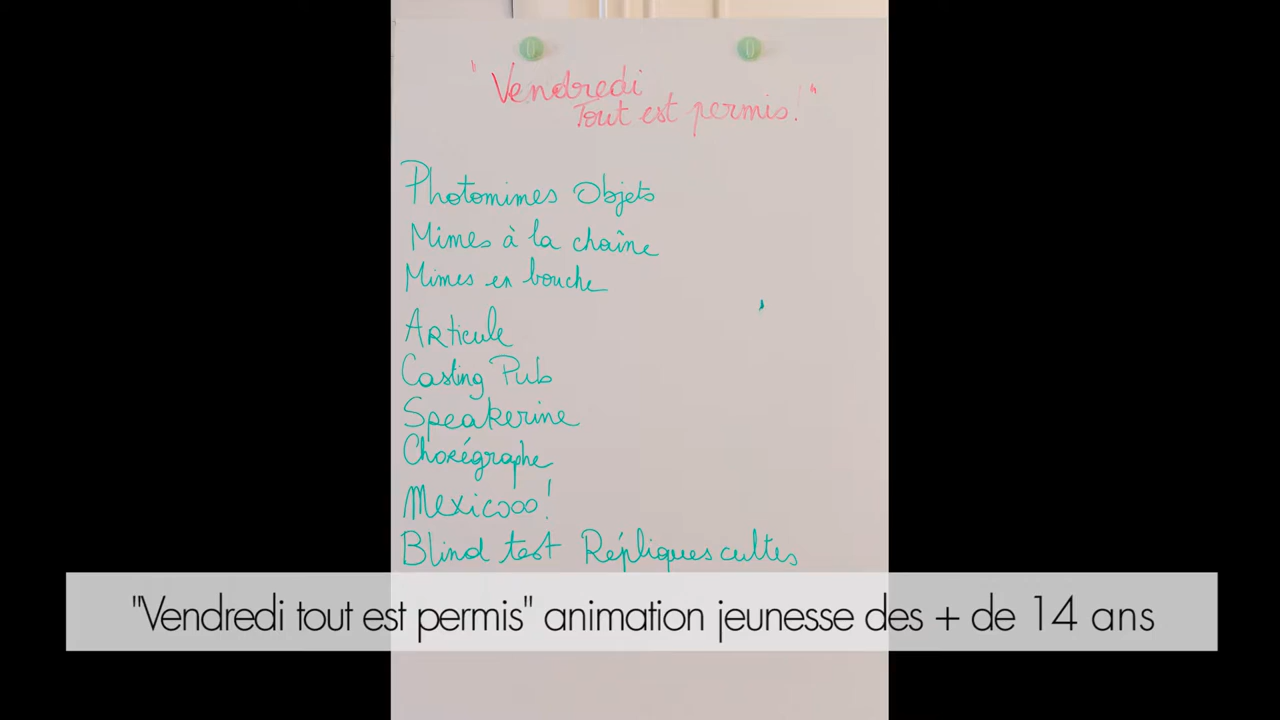 "Vendredi
Tout est permis!"
Photomimes Objets
Mimes à la chaîne
Mimes en bouche
Articule
Casting Pub
Speakerine
Chorégraphe
Mexicooo!
Blind test Répliques cultes
"Vendredi tout est permis" animation jeunesse des + de 14 ans